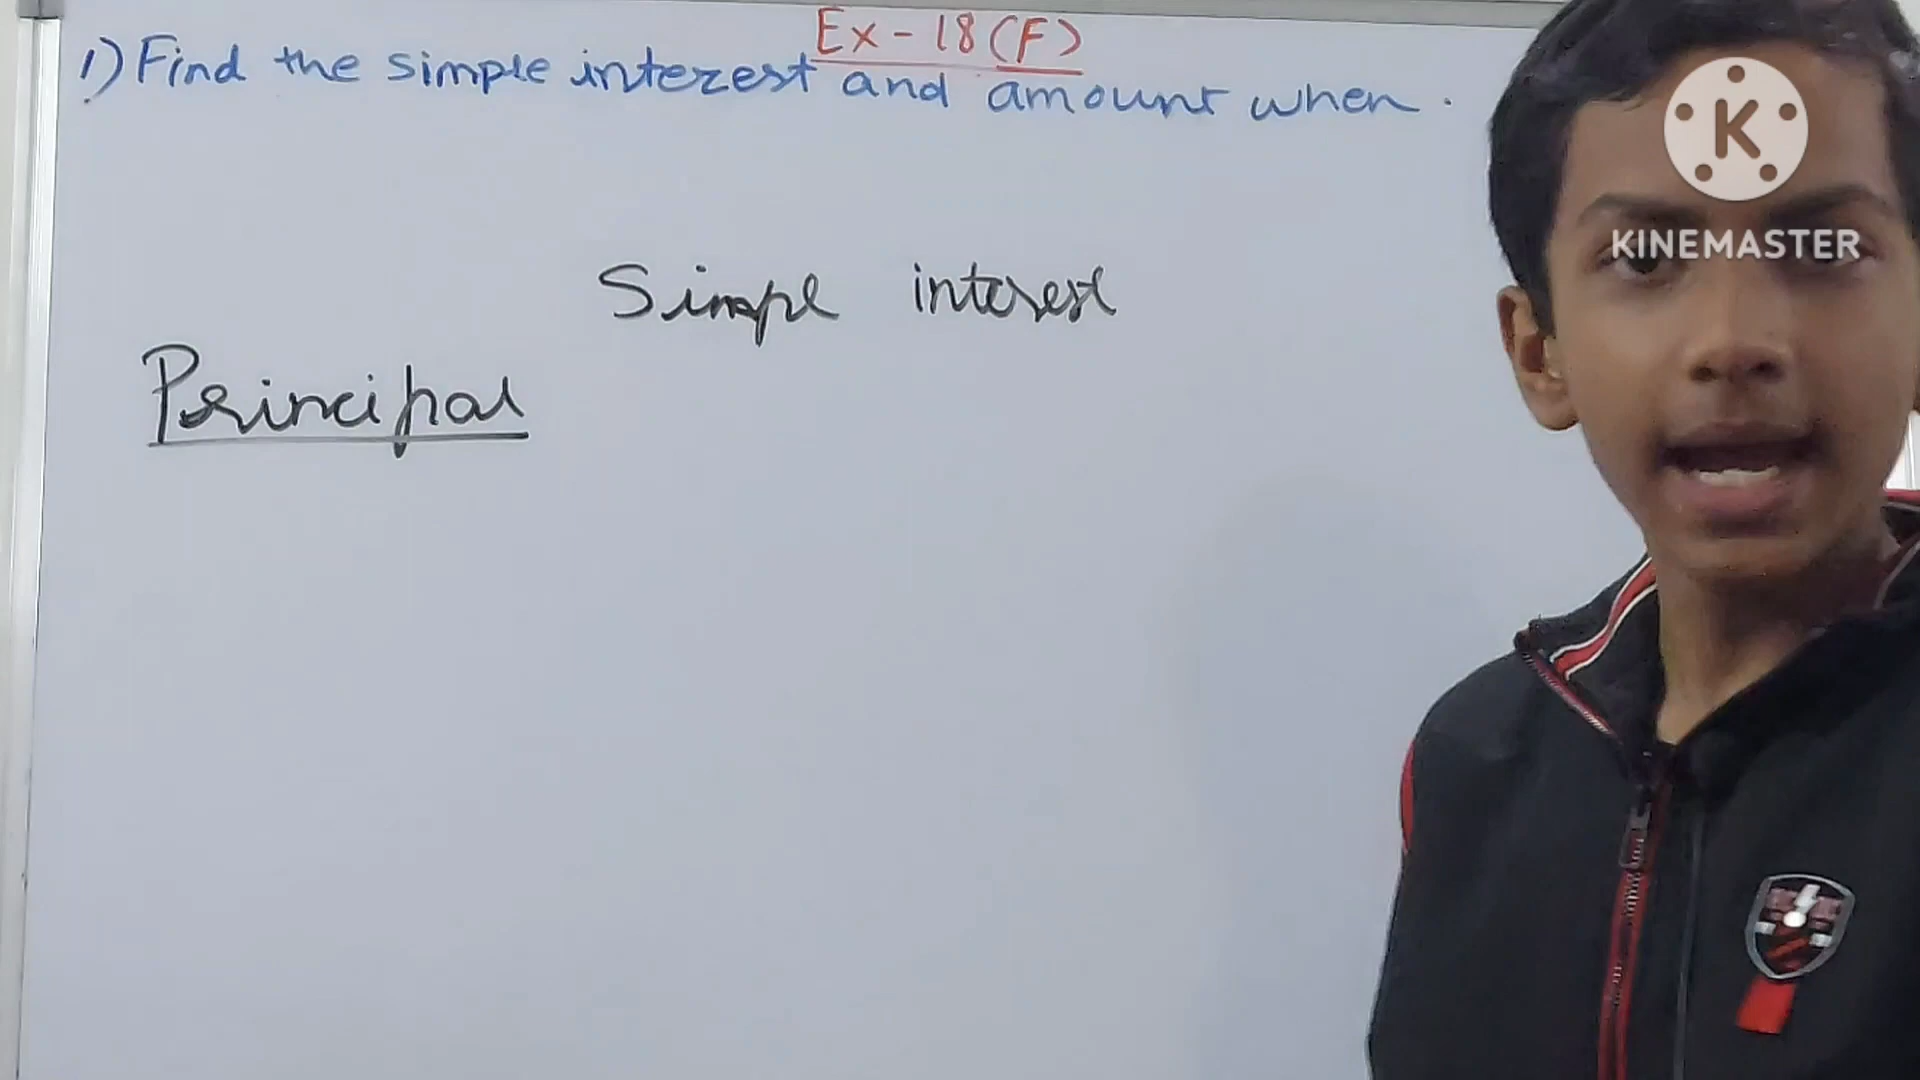 Ex-18(F)
1) Find the simple interest and amount when.
Simple interest
Principal
K
KINEMASTER